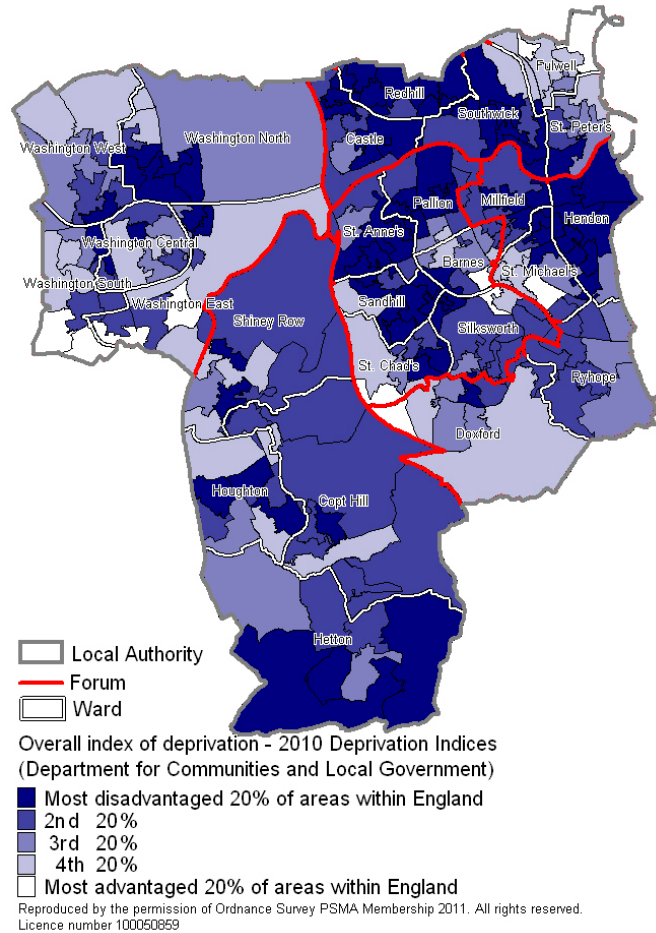 Fulwell
Redhill
Southwick
St. Peter's
Castle
Washington North
Washington West
Pallion
Millfield
Hendon
St. Anne's
Washington Central
Barnes
St. Michael's
Washington South
Sandhill
Washington East
Shiney Row
Silksworth
St. Chad's
Ryhope
Doxford
Houghton
Copt Hill
Hetton
Local Authority
Forum
Ward
Overall index of deprivation - 2010 Deprivation Indices
(Department for Communities and Local Government)
Most disadvantaged 20% of areas within England
2nd 20%
3rd 20%
4th 20%
Most advantaged 20% of areas within England
Reproduced by the permission of Ordnance Survey PSMA Membership 2011. All rights reserved.
Licence number 100050859